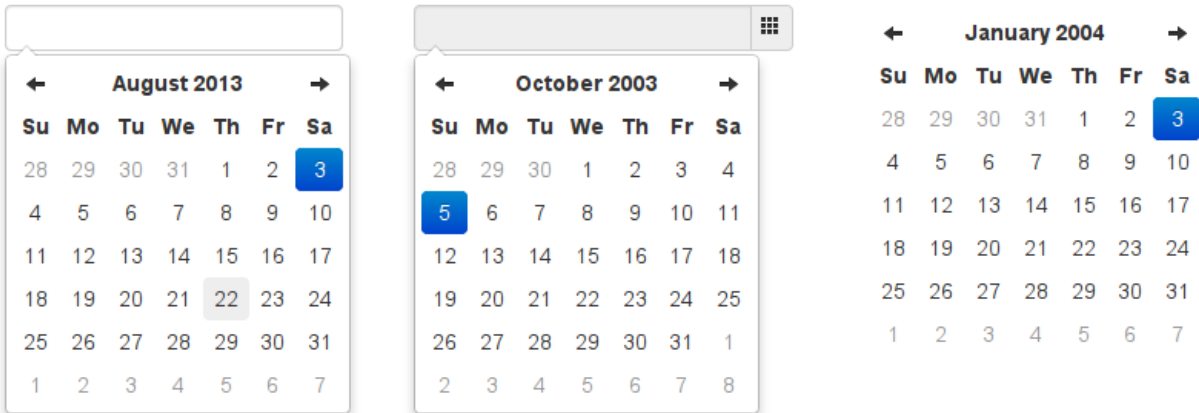 August 2013
Su Mo Tu We Th Fr Sa
28 29 30 31 1 2 3
4 5 6 7 8 9 10
11 12 13 14 15 16 17
18 19 20 21 22 23 24
25 26 27 28 29 30 31
1 2 3 4 5 6 7
October 2003
Su Mo Tu We Th Fr Sa
28 29 30 1 2 3 4
5 6 7 8 9 10 11
12 13 14 15 16 17 18
19 20 21 22 23 24 25
26 27 28 29 30 31 1
2 3 4 5 6 7 8
January 2004
Su Mo Tu We Th Fr Sa
28 29 30 31 1 2 3
4 5 6 7 8 9 10
11 12 13 14 15 16 17
18 19 20 21 22 23 24
25 26 27 28 29 30 31
1 2 3 4 5 6 7